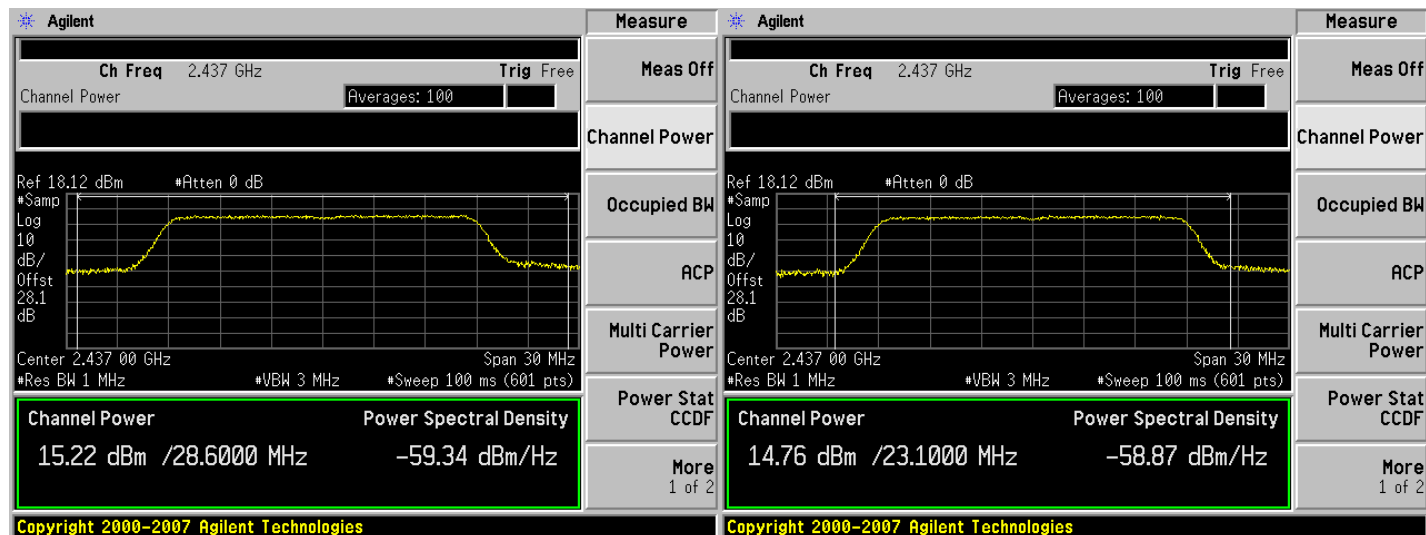 Agilent
Measure
Ch Freq 2.437 GHz Trig Free
Channel Power Averages: 100
Ref 18.12 dBm #Atten 0 dB
#Samp
Log
10
dB/
Offst
28.1
dB
Center 2.437 00 GHz Span 30 MHz
#Res BW 1 MHz #VBW 3 MHz #Sweep 100 ms (601 pts)
Channel Power Power Spectral Density
15.22 dBm /28.6000 MHz -59.34 dBm/Hz
Meas Off
Channel Power
Occupied BW
ACP
Multi Carrier
Power
Power Stat
CCDF
More
1 of 2
Copyright 2000-2007 Agilent Technologies
Agilent
Measure
Ch Freq 2.437 GHz Trig Free
Channel Power Averages: 100
Ref 18.12 dBm #Atten 0 dB
#Samp
Log
10
dB/
Offst
28.1
dB
Center 2.437 00 GHz Span 30 MHz
#Res BW 1 MHz #VBW 3 MHz #Sweep 100 ms (601 pts)
Channel Power Power Spectral Density
14.76 dBm /23.1000 MHz -58.87 dBm/Hz
Meas Off
Channel Power
Occupied BW
ACP
Multi Carrier
Power
Power Stat
CCDF
More
1 of 2
Copyright 2000-2007 Agilent Technologies